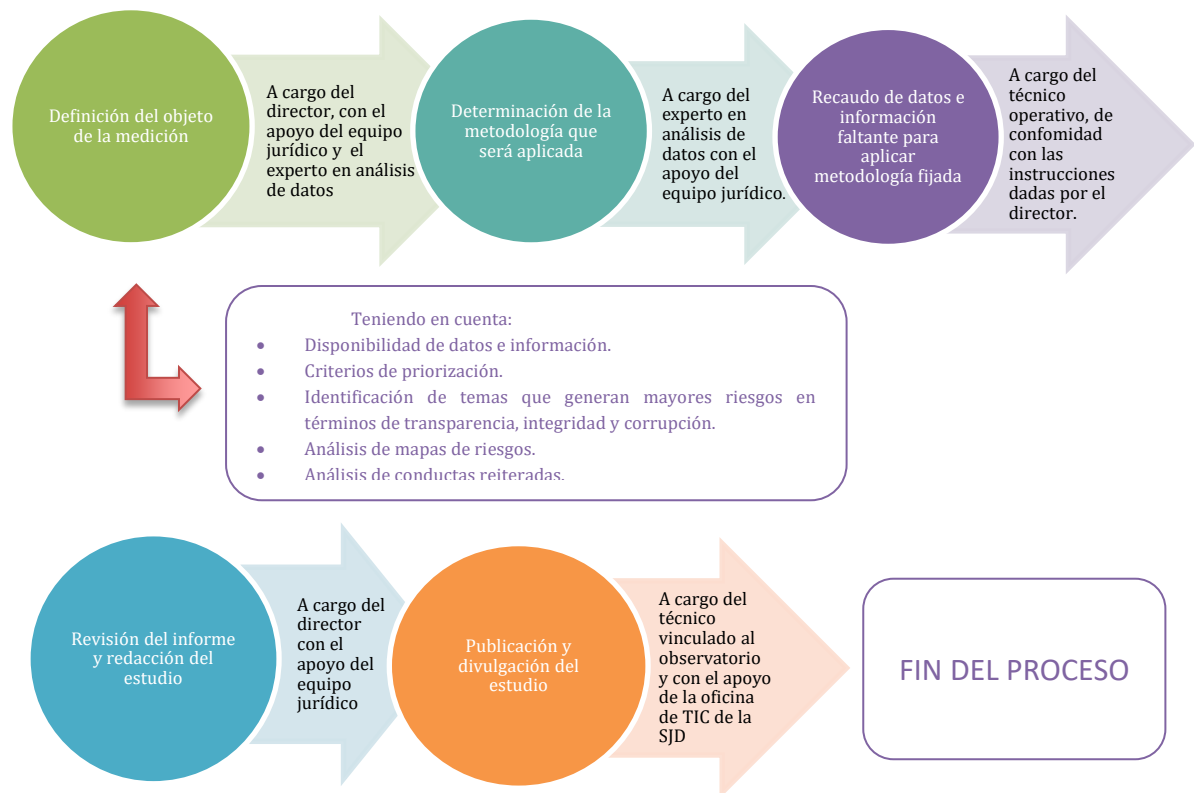 Definición del objeto
de la medición
A cargo del
director, con el
apoyo del equipo
jurídico y el
experto en análisis
de datos
Determinación de la
metodología que
será aplicada
A cargo del
experto en
análisis de
datos con el
apoyo del
equipo jurídico.
Recaudo de datos e
información
faltante para
aplicar
metodología fijada
A cargo del
técnico
operativo, de
confomidad
con las
instrucciones
dadas por el
director.
Teniendo en cuenta:
• Disponibilidad de datos e información.
• Criterios de priorización.
• Identificación de temas que generan mayores riesgos en
términos de transparencia, integridad y corrupción.
• Análisis de mapas de riesgos.
• Análisis de conductas reiteradas.
Revisión del informe
y redacción del
estudio
A cargo del
director
con el
apoyo del
equipo
jurídico
Publicación y
divulgación del
estudio
A cargo del
técnico
vinculado al
observatorio
y con el apoyo
de la oficina
de TIC de la
SJD
FIN DEL PROCESO